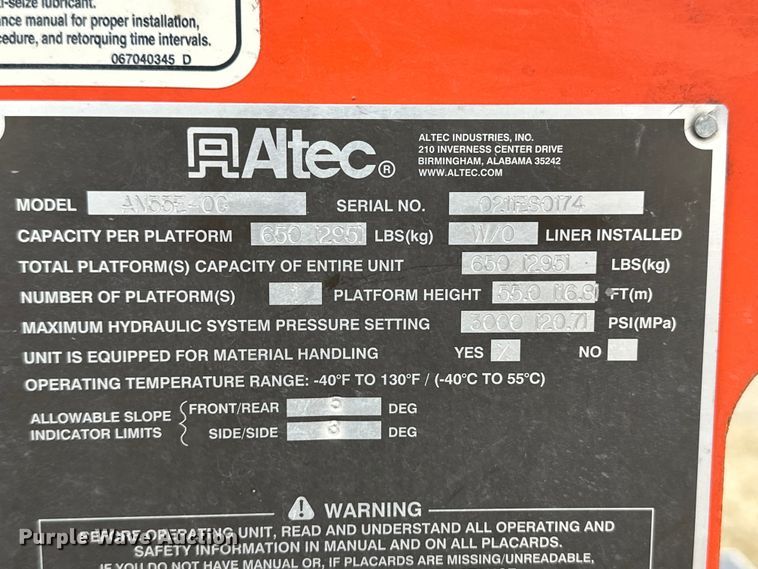 ti-seize lubricant.
ance manual for proper installation,
cedure, and retorquing time intervals.
067040345 D
Altec®
ALTEC INDUSTRIES, INC.
210 INVERNESS CENTER DRIVE
BIRMINGHAM, ALABAMA 35242
WWW.ALTEC.COM
MODEL SERIAL NO.
CAPACITY PER PLATFORM 650 [295] LBS(kg) W/O LINER INSTALLED
TOTAL PLATFORM(S) CAPACITY OF ENTIRE UNIT 650 [295] LBS(kg)
NUMBER OF PLATFORM(S) 1 PLATFORM HEIGHT 55.0 [16.8] FT(m)
MAXIMUM HYDRAULIC SYSTEM PRESSURE SETTING 3000 [20.7] PSI(MPa)
UNIT IS EQUIPPED FOR MATERIAL HANDLING YES NO
OPERATING TEMPERATURE RANGE: -40°F TO 130°F / (-40°C TO 55°C)
ALLOWABLE SLOPE INDICATOR LIMITS
FRONT/REAR 5 DEG
SIDE/SIDE DEG
WARNING
BEFORE OPERATING UNIT, READ AND UNDERSTAND ALL OPERATING AND
SAFETY INFORMATION IN MANUAL AND ON ALL PLACARDS.
IF YOU DO NOT HAVE MANUAL, OR IF PLACARDS ARE MISSING/UNREADABLE,
Purple Wave Auction